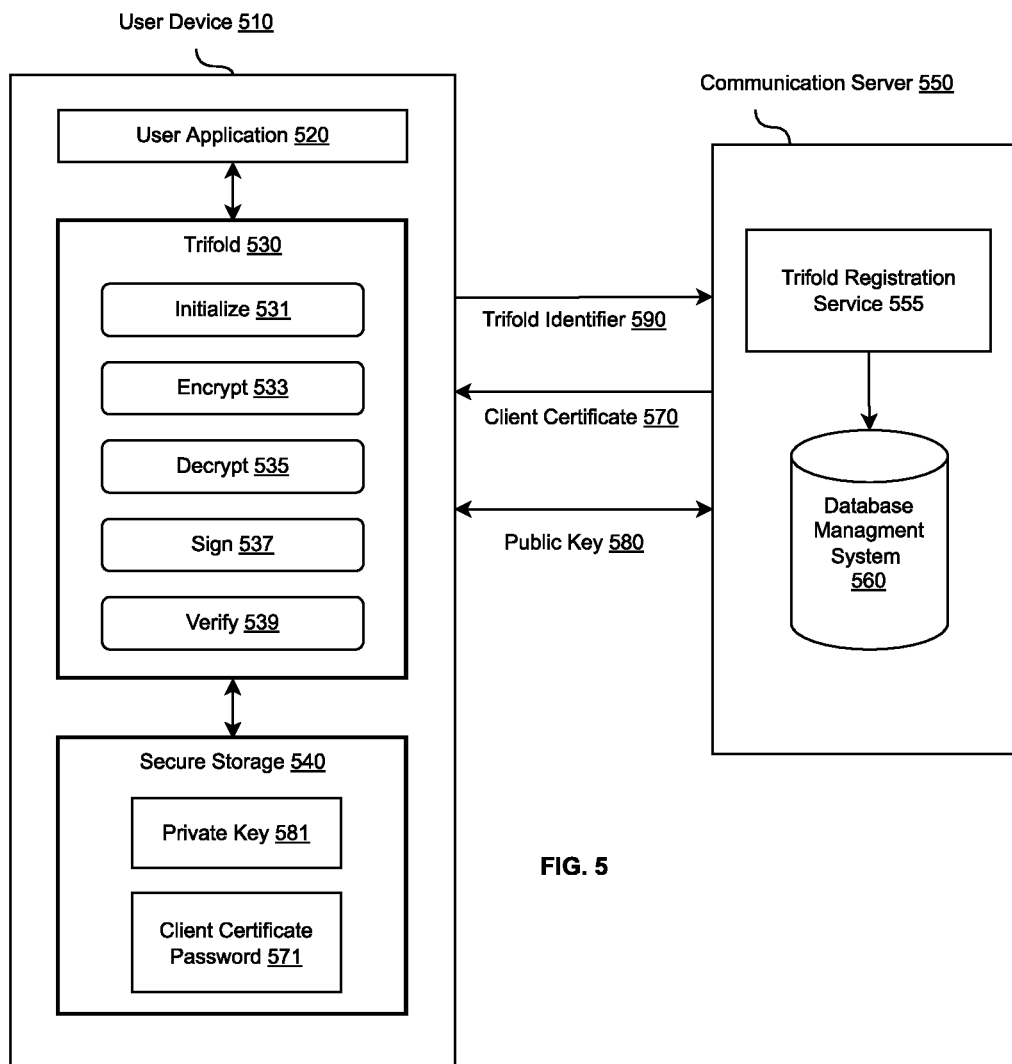 User Device 510
User Application 520
Trifold 530
Initialize 531
Encrypt 533
Decrypt 535
Sign 537
Verify 539
Secure Storage 540
Private Key 581
Client Certificate
Password 571
Trifold Identifier 590
Client Certificate 570
Public Key 580
Communication Server 550
Trifold Registration
Service 555
Database
Managment
System
560
FIG. 5